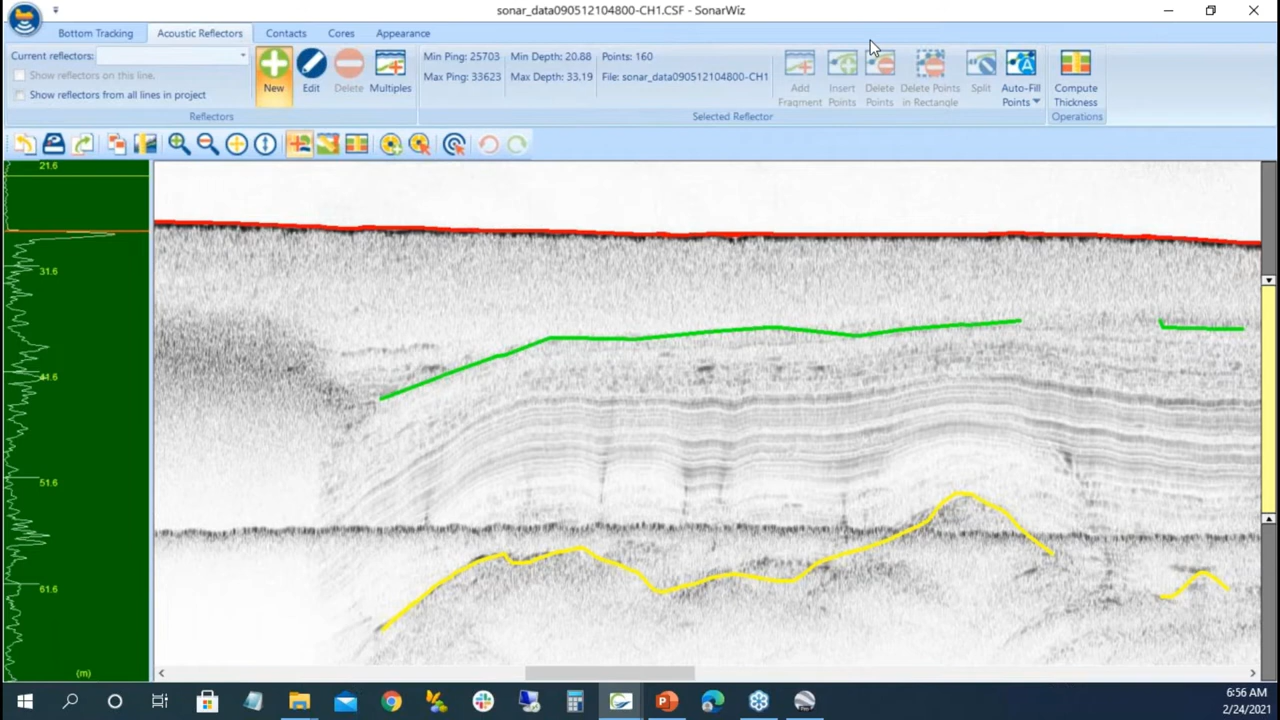 sonar_data090512104800-CH1.CSF - SonarWiz
Bottom Tracking Acoustic Reflectors Contacts Cores Appearance
Current reflectors:
Show reflectors on this line.
Show reflectors from all lines in project
New
Edit
Delete
Multiples
Reflectors
Min Ping: 25703
Max Ping: 33623
Min Depth: 20.88
Max Depth: 33.19
Points: 160
File: sonar_data090512104800-CH1
Add
Fragment
Insert
Points
Delete
Points
Delete Points
in Rectangle
Split
Auto-Fill
Points
Selected Reflector
Compute
Thickness
Operations
21.6
31.6
41.6
51.6
61.6
(m)
6:56 AM
2/24/2021